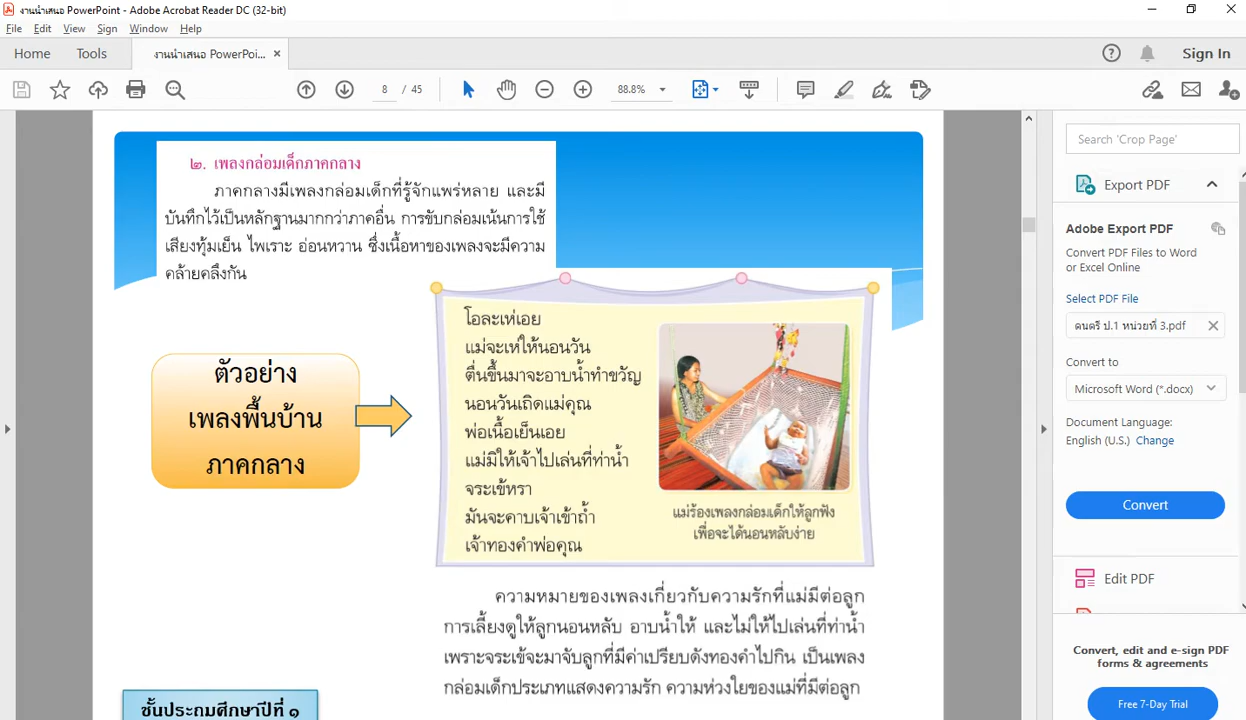 งานนำเสนอ PowerPoint - Adobe Acrobat Reader DC (32-bit)
File Edit View Sign Window Help
Home Tools งานนำเสนอ PowerPoi... × Sign In
8 / 45 88.8%
๒. เพลงกล่อมเด็กภาคกลาง
ภาคกลางมีเพลงกล่อมเด็กที่รู้จักแพร่หลาย และมี
บันทึกไว้เป็นหลักฐานมากกว่าภาคอื่น การขับกล่อมเน้นการใช้
เสียงทุ้มเย็น ไพเราะ อ่อนหวาน ซึ่งเนื้อหาของเพลงจะมีความ
คล้ายคลึงกัน
ตัวอย่าง
เพลงพื้นบ้าน
ภาคกลาง
โอละเห่เอย
แม่จะเห่ให้นอนวัน
ตื่นขึ้นมาจะอาบน้ำทำขวัญ
นอนวันเถิดแม่คุณ
พ่อเนื้อเย็นเอย
แม่มิให้เจ้าไปเล่นที่ท่าน้ำ
จระเข้หรา
มันจะคาบเจ้าเข้าถ้ำ
เจ้าทองคำพ่อคุณ
แม่ร้องเพลงกล่อมเด็กให้ลูกฟัง
เพื่อจะได้นอนหลับง่าย
ความหมายของเพลงเกี่ยวกับความรักที่แม่มีต่อลูก
การเลี้ยงดูให้ลูกนอนหลับ อาบน้ำให้ และไม่ให้ไปเล่นที่ท่าน้ำ
เพราะจระเข้จะมาจับลูกที่มีค่าเปรียบดังทองคำไปกิน เป็นเพลง
กล่อมเด็กประเภทแสดงความรัก ความห่วงใยของแม่ที่มีต่อลูก
ชั้นประถมศึกษาปีที่ ๑
Search 'Crop Page'
Export PDF
Adobe Export PDF
Convert PDF Files to Word
or Excel Online
Select PDF File
ดนตรี ป.1 หน่วยที่ 3.pdf
Convert to
Microsoft Word (*.docx)
Document Language:
English (U.S.) Change
Convert
Edit PDF
Convert, edit and e-sign PDF
forms & agreements
Free 7-Day Trial